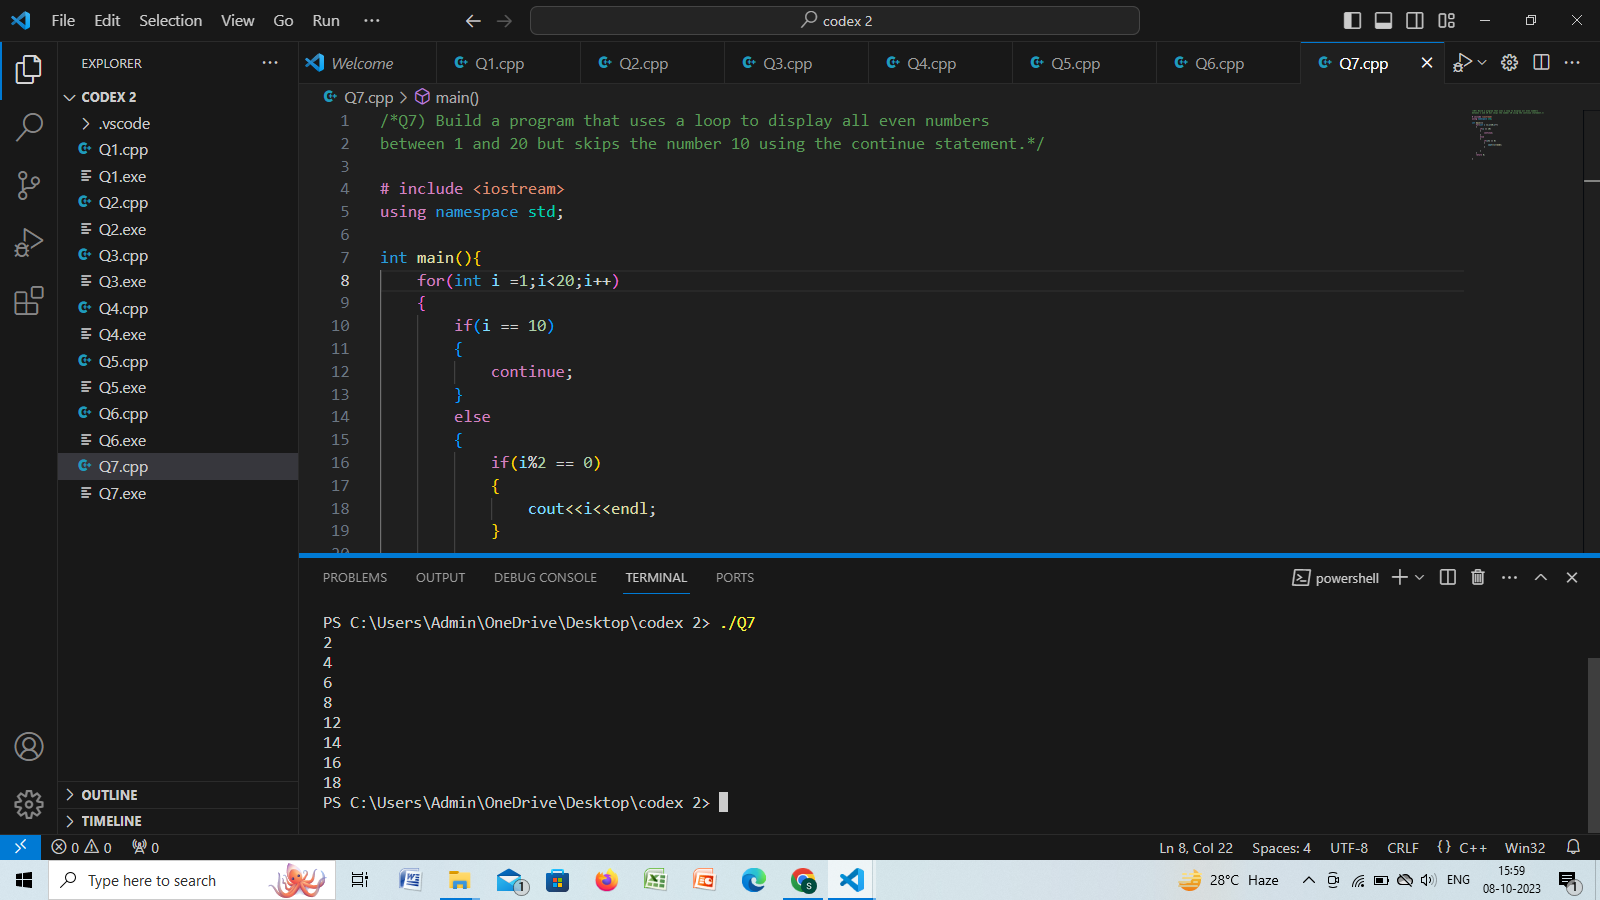 File Edit Selection View Go Run ··· codex 2
EXPLORER ···
CODEX 2
.vscode
Q1.cpp
Q1.exe
Q2.cpp
Q2.exe
Q3.cpp
Q3.exe
Q4.cpp
Q4.exe
Q5.cpp
Q5.exe
Q6.cpp
Q6.exe
Q7.cpp
Q7.exe
OUTLINE
TIMELINE
Welcome Q1.cpp Q2.cpp Q3.cpp Q4.cpp Q5.cpp Q6.cpp Q7.cpp
Q7.cpp > main()
1 /*Q7) Build a program that uses a loop to display all even numbers
2 between 1 and 20 but skips the number 10 using the continue statement.*/
3
4 # include <iostream>
5 using namespace std;
6
7 int main(){
8 for(int i =1;i<20;i++)
9 {
10 if(i == 10)
11 {
12 continue;
13 }
14 else
15 {
16 if(i%2 == 0)
17 {
18 cout<<i<<endl;
19 }
20
PROBLEMS OUTPUT DEBUG CONSOLE TERMINAL PORTS powershell
PS C:\Users\Admin\OneDrive\Desktop\codex 2> ./Q7
2
4
6
8
12
14
16
18
PS C:\Users\Admin\OneDrive\Desktop\codex 2>
0 0 0 Ln 8, Col 22 Spaces: 4 UTF-8 CRLF {} C++ Win32
Type here to search 1 S 28°C Haze ENG 15:59
08-10-2023 1